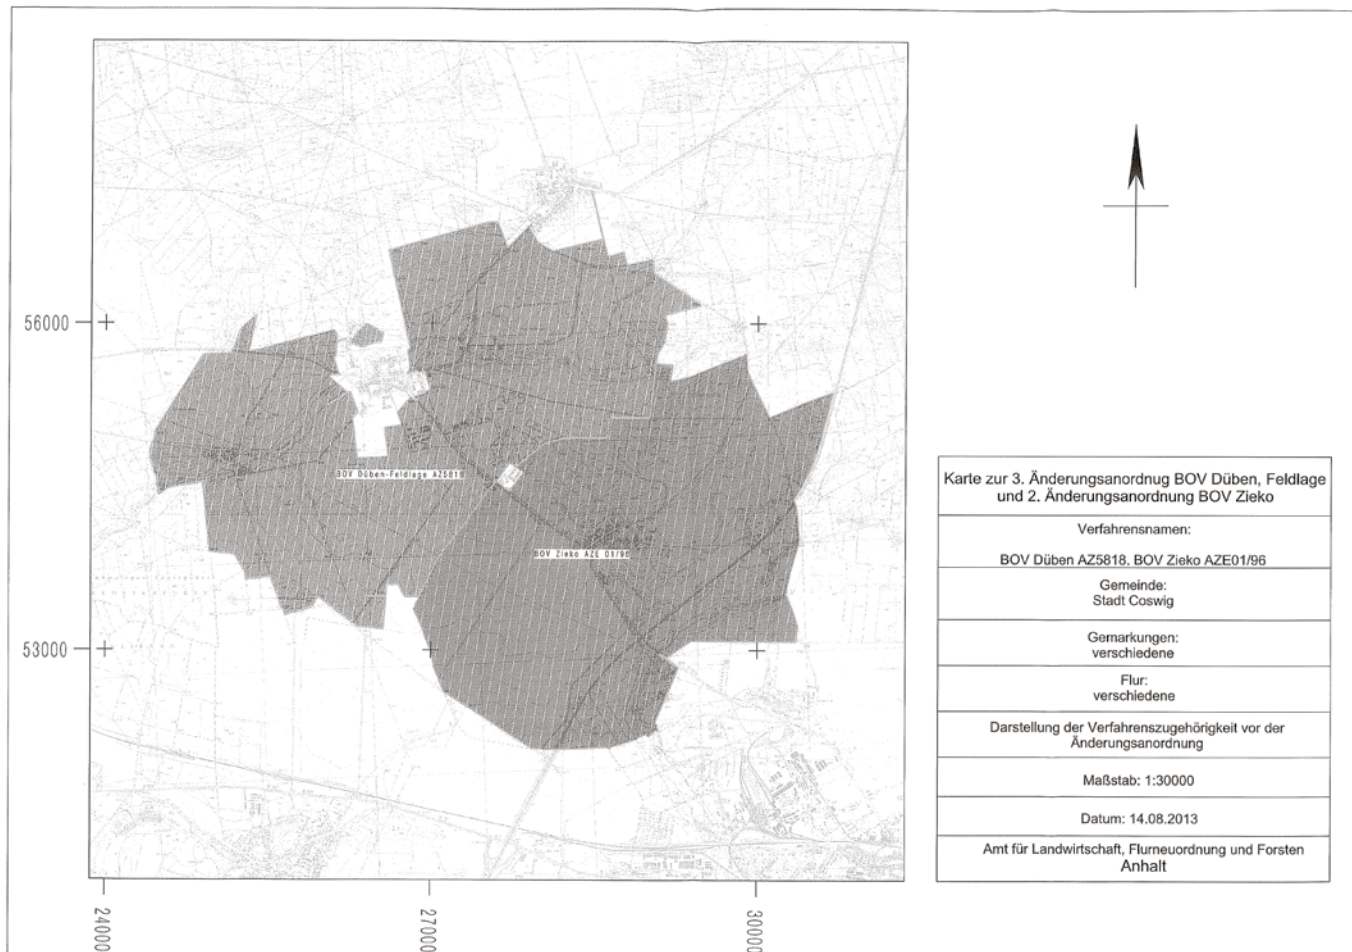 56000
53000
24000
27000
30000
BOV Düben-Feldlage AZ5818
BOV Zieko AZE 01/96
Karte zur 3. Änderungsanordnug BOV Düben, Feldlage
und 2. Änderungsanordnung BOV Zieko
Verfahrensnamen:
BOV Düben AZ5818. BOV Zieko AZE01/96
Gemeinde:
Stadt Coswig
Gemarkungen:
verschiedene
Flur:
verschiedene
Darstellung der Verfahrenszugehörigkeit vor der
Änderungsanordnung
Maßstab: 1:30000
Datum: 14.08.2013
Amt für Landwirtschaft, Flurneuordnung und Forsten
Anhalt